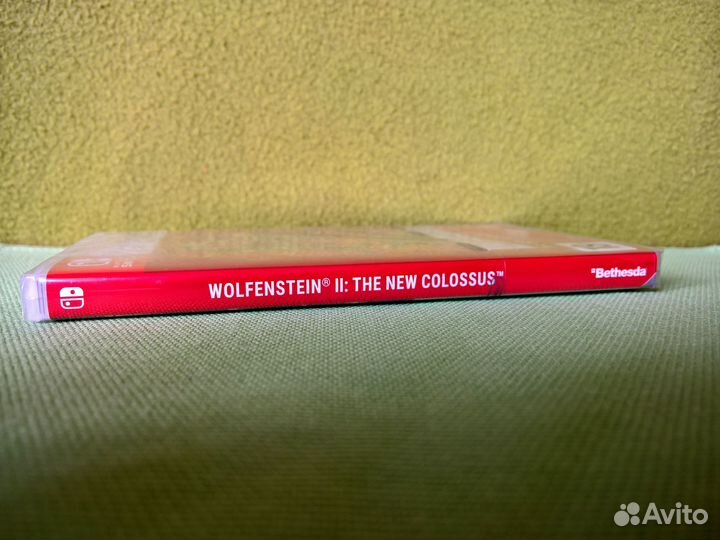 WOLFENSTEIN® II: THE NEW COLOSSUS™
Bethesda
Avito